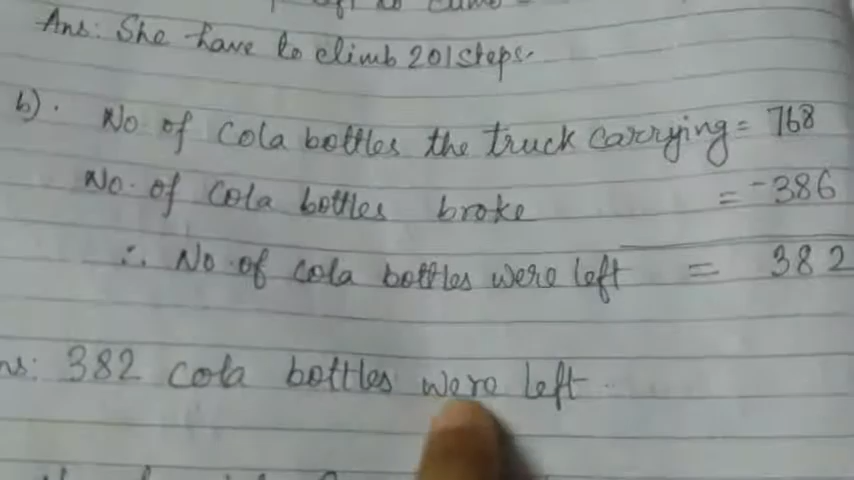 Ans: She have to climb 201 steps.
b). No. of Cola bottles the truck carrying = 768
No. of Cola bottles broke = -386
∴ No. of cola bottles were left = 382
ns: 382 cola bottles were left.